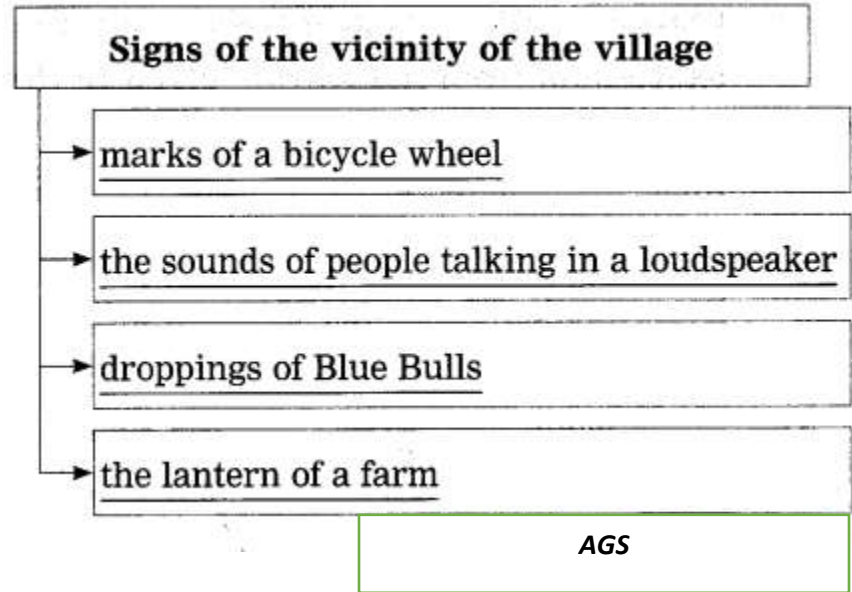 Signs of the vicinity of the village
marks of a bicycle wheel
the sounds of people talking in a loudspeaker
droppings of Blue Bulls
the lantern of a farm
AGS